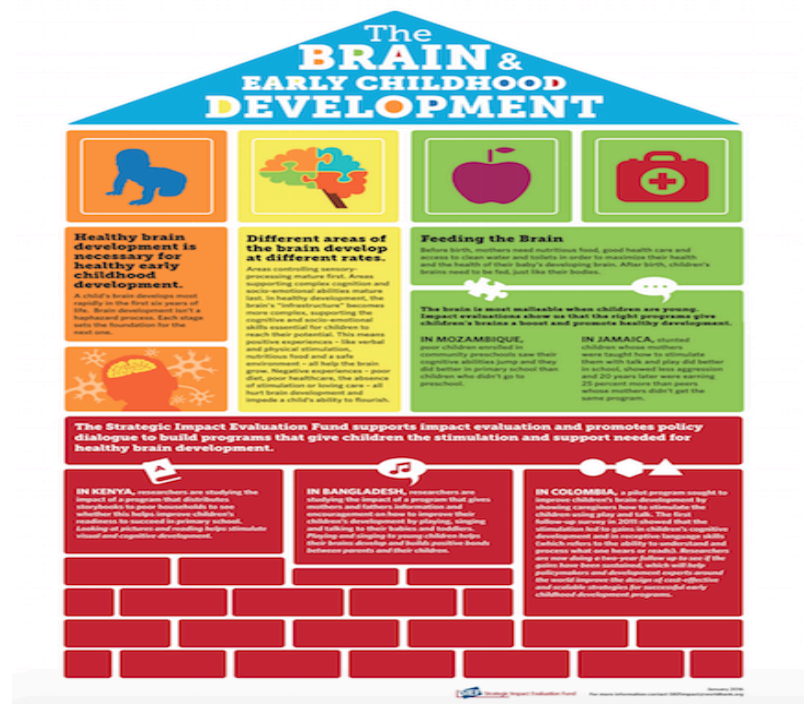 The
BRAIN &
EARLY CHILDHOOD
DEVELOPMENT
Healthy brain
development is
necessary for
healthy early
childhood
development.
A child's brain develops most
rapidly in the first six years of
life. Brain development isn't a
haphazard process. Each stage
sets the foundation for the
next one.
Different areas of
the brain develop
at different rates.
Areas controlling sensory-
processing mature first. Areas
supporting complex cognition and
socio-emotional abilities mature
last. In healthy development, the
brain's "infrastructure" becomes
more complex, supporting the
cognitive and socio-emotional
skills essential for children to
reach their potential. This means
positive experiences – like verbal
and physical stimulation,
nutritious food and a safe
environment – all help the brain
grow. Negative experiences – poor
diet, poor healthcare, the absence
of stimulation or loving care – all
hurt brain development and
impede a child's ability to flourish.
Feeding the Brain
Before birth, mothers need nutritious food, good health care and
access to clean water and toilets in order to maximize their health
and the health of their baby's developing brain. After birth, children's
brains need to be fed, just like their bodies.
The brain is most malleable when children are young.
Impact evaluations show us that the right programs give
children's brains a boost and promote healthy development.
IN MOZAMBIQUE,
poor children enrolled in
community preschools saw their
cognitive abilities jump and they
did better in primary school than
children who didn't go to
preschool.
IN JAMAICA, stunted
children whose mothers
were taught how to stimulate
them with talk and play did better
in school, showed less aggression
and 20 years later were earning
25 percent more than peers
whose mothers didn't get the
same program.
The Strategic Impact Evaluation Fund supports impact evaluation and promotes policy
dialogue to build programs that give children the stimulation and support needed for
healthy brain development.
A
IN KENYA, researchers are studying the
impact of a program that distributes
storybooks to poor households to see
whether this helps improve children's
readiness to succeed in primary school.
Looking at pictures and reading helps stimulate
visual and cognitive development.
IN BANGLADESH, researchers are
studying the impact of a program that gives
mothers and fathers information and
encouragement on how to improve their
children's development by playing, singing
and talking to their babies and toddlers.
Playing and singing to young children helps
their brains develop and builds positive bonds
between parents and their children.
IN COLOMBIA, a pilot program sought to
improve children's brain development by
showing caregivers how to stimulate the
children using play and talk. The first
follow-up survey in 2011 showed that the
stimulation led to gains in children's cognitive
development and in receptive language skills
(which refers to the ability to understand and
process what one hears or reads). Researchers
are now doing a two-year follow up to see if the
gains have been sustained, which will help
policymakers and development experts around
the world improve the design of cost-effective
and scalable strategies for successful early
childhood development programs.
SIEF Strategic Impact Evaluation Fund
For more information contact